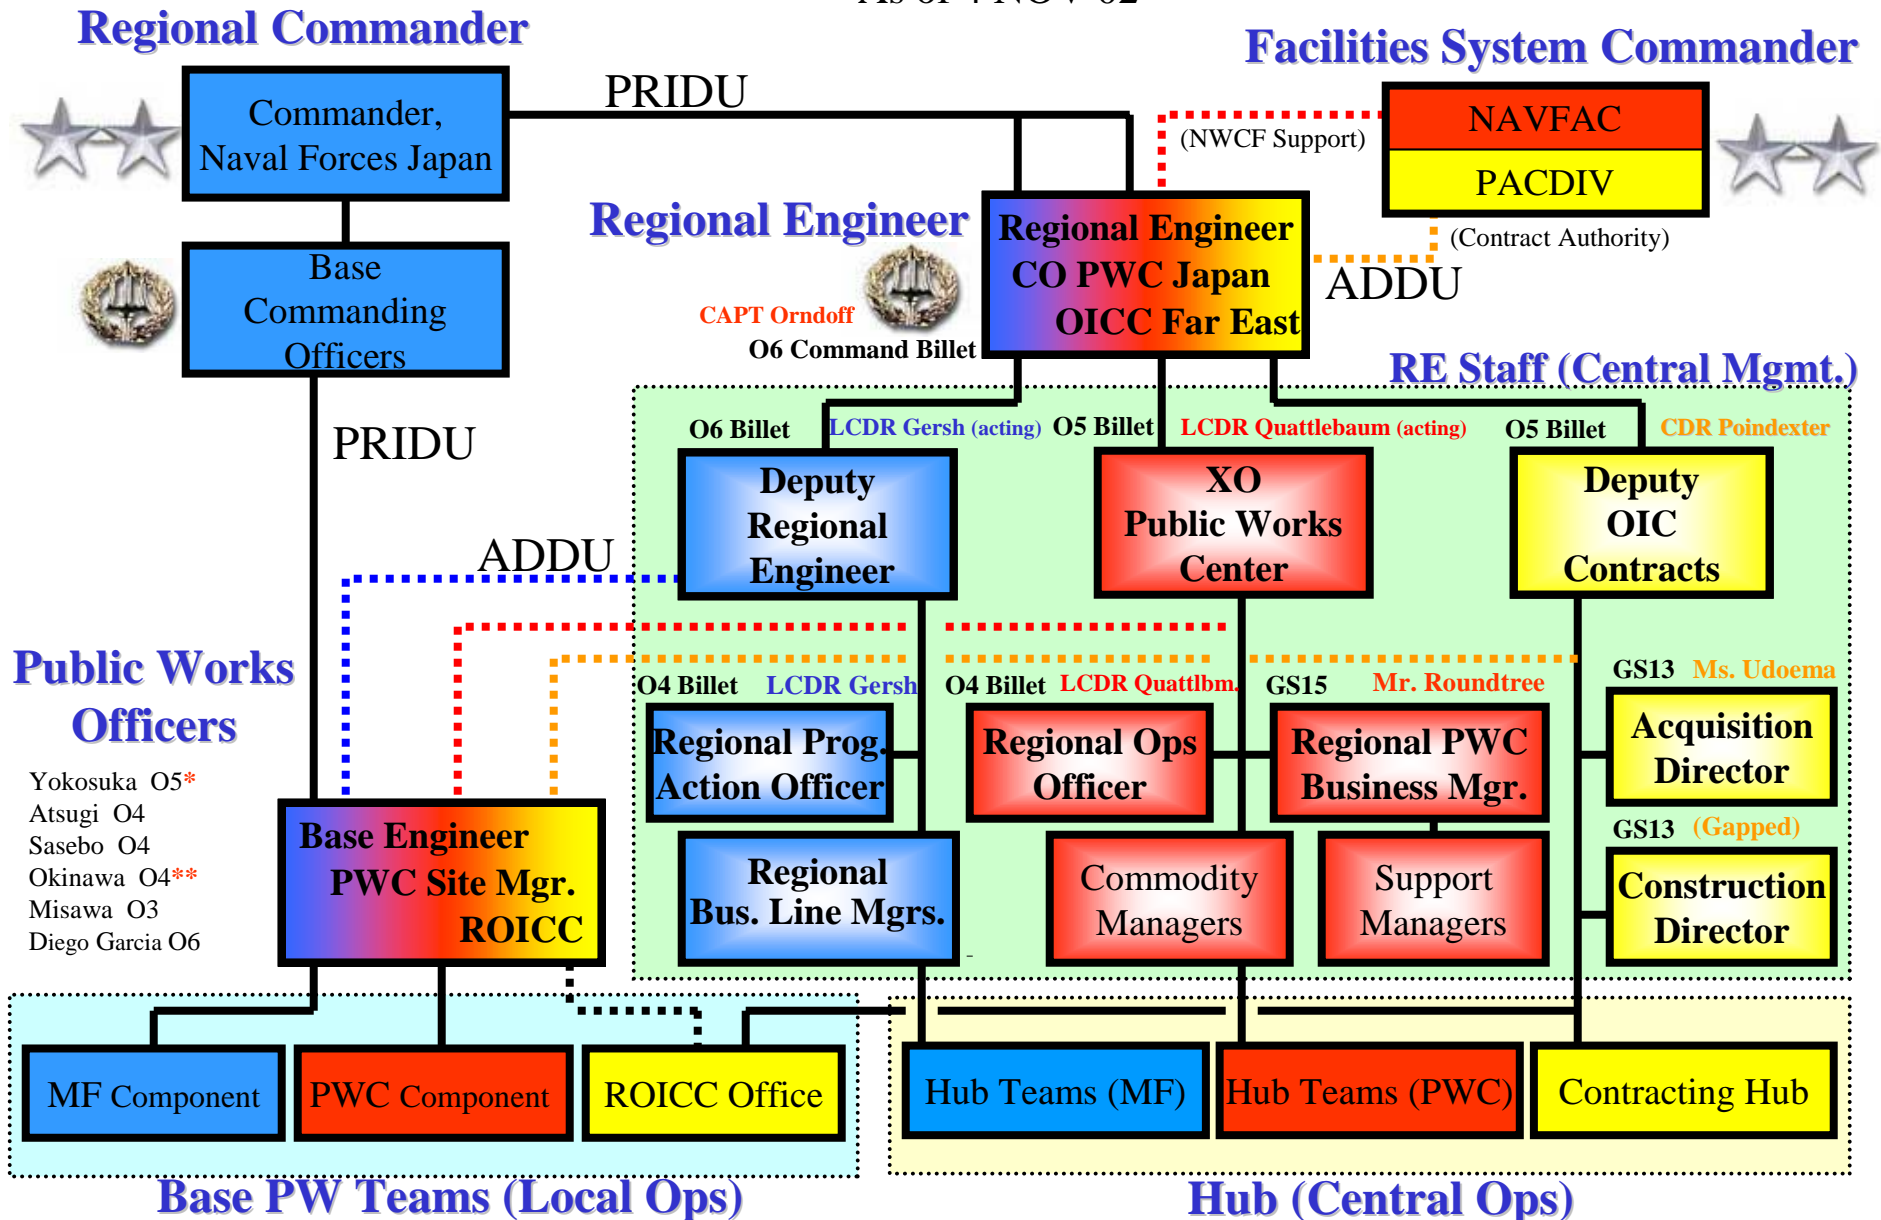 As of 4 NOV 02
Regional Commander
Facilities System Commander
Commander,
Naval Forces Japan
PRIDU
(NWCF Support)
NAVFAC
PACDIV
(Contract Authority)
ADDU
Regional Engineer
Regional Engineer
CO PWC Japan
OICC Far East
CAPT Orndoff
O6 Command Billet
Base
Commanding
Officers
PRIDU
RE Staff (Central Mgmt.)
O6 Billet LCDR Gersh (acting)
O5 Billet LCDR Quattlebaum (acting)
O5 Billet CDR Poindexter
Deputy
Regional
Engineer
XO
Public Works
Center
Deputy
OIC
Contracts
ADDU
O4 Billet LCDR Gersh
O4 Billet LCDR Quattlbm.
GS15 Mr. Roundtree
GS13 Ms. Udoema
Regional Prog.
Action Officer
Regional Ops
Officer
Regional PWC
Business Mgr.
Acquisition
Director
GS13 (Gapped)
Regional
Bus. Line Mgrs.
Commodity
Managers
Support
Managers
Construction
Director
Public Works
Officers
Yokosuka O5*
Atsugi O4
Sasebo O4
Okinawa O4**
Misawa O3
Diego Garcia O6
Base Engineer
PWC Site Mgr.
ROICC
MF Component
PWC Component
ROICC Office
Hub Teams (MF)
Hub Teams (PWC)
Contracting Hub
Base PW Teams (Local Ops)
Hub (Central Ops)